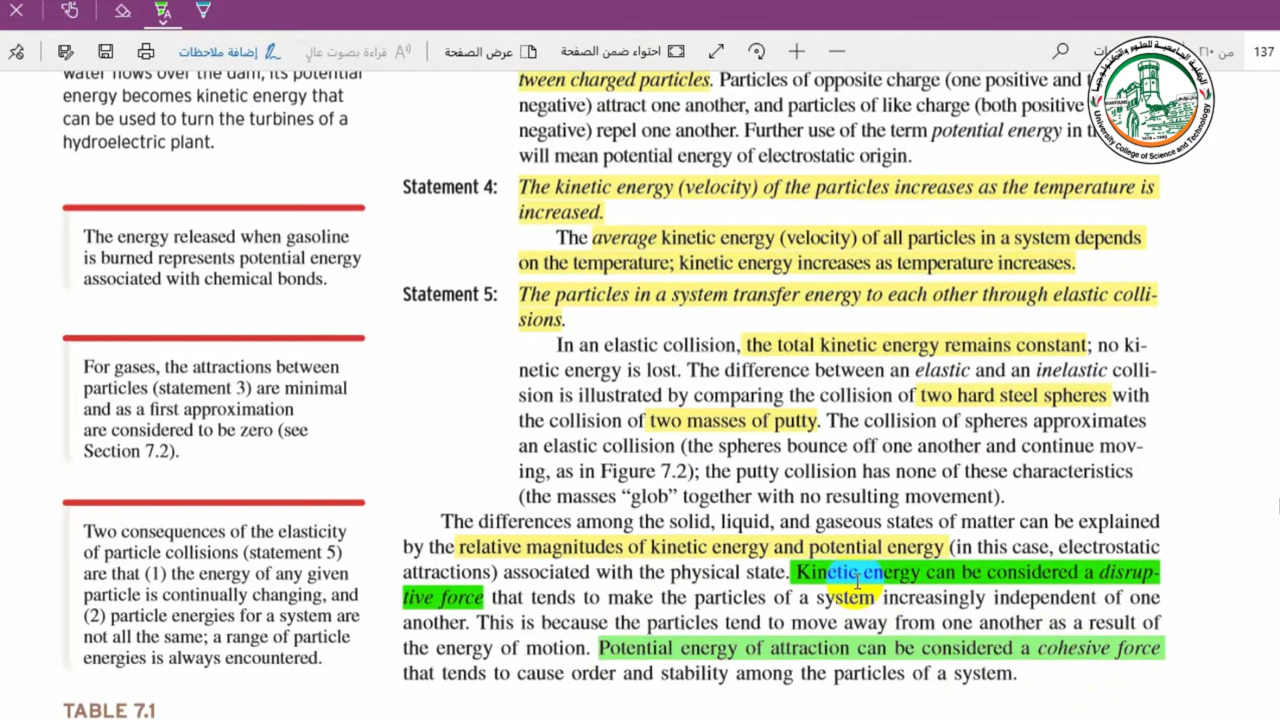 137
من ٢١٠
احتواء ضمن الصفحة
عرض الصفحة
قراءة بصوت عالٍ
إضافة ملاحظات
water flows over the dam, its potential
energy becomes kinetic energy that
can be used to turn the turbines of a
hydroelectric plant.
The energy released when gasoline
is burned represents potential energy
associated with chemical bonds.
For gases, the attractions between
particles (statement 3) are minimal
and as a first approximation
are considered to be zero (see
Section 7.2).
Two consequences of the elasticity
of particle collisions (statement 5)
are that (1) the energy of any given
particle is continually changing, and
(2) particle energies for a system are
not all the same; a range of particle
energies is always encountered.
TABLE 7.1
tween charged particles. Particles of opposite charge (one positive and
negative) attract one another, and particles of like charge (both positive
negative) repel one another. Further use of the term potential energy in
will mean potential energy of electrostatic origin.
Statement 4: The kinetic energy (velocity) of the particles increases as the temperature is
increased.
The average kinetic energy (velocity) of all particles in a system depends
on the temperature; kinetic energy increases as temperature increases.
Statement 5: The particles in a system transfer energy to each other through elastic colli-
sions.
In an elastic collision, the total kinetic energy remains constant; no ki-
netic energy is lost. The difference between an elastic and an inelastic colli-
sion is illustrated by comparing the collision of two hard steel spheres with
the collision of two masses of putty. The collision of spheres approximates
an elastic collision (the spheres bounce off one another and continue mov-
ing, as in Figure 7.2); the putty collision has none of these characteristics
(the masses “glob” together with no resulting movement).
The differences among the solid, liquid, and gaseous states of matter can be explained
by the relative magnitudes of kinetic energy and potential energy (in this case, electrostatic
attractions) associated with the physical state. Kinetic energy can be considered a disrup-
tive force that tends to make the particles of a system increasingly independent of one
another. This is because the particles tend to move away from one another as a result of
the energy of motion. Potential energy of attraction can be considered a cohesive force
that tends to cause order and stability among the particles of a system.
الكلية الجامعية للعلوم والتكنولوجيا
University College of Science and Technology